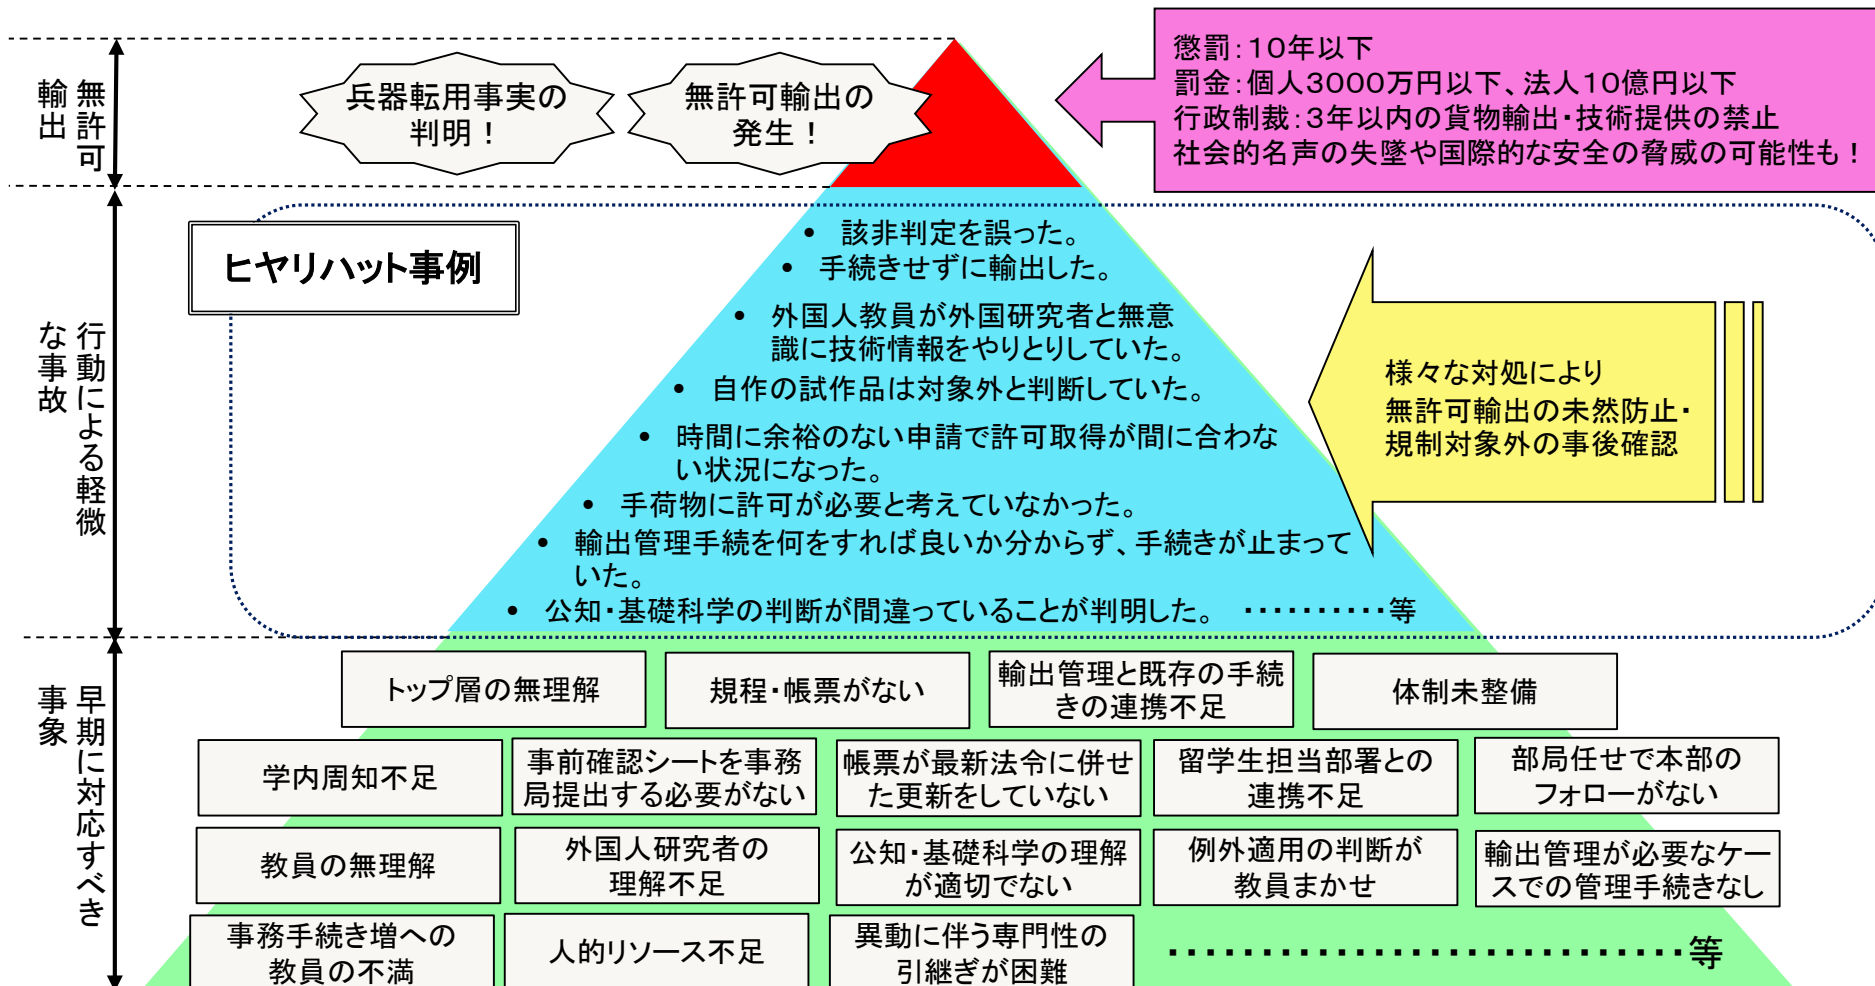 無許可
輸出
兵器転用事実の
判明！
無許可輸出の
発生！
懲罰：10年以下
罰金：個人3000万円以下、法人10億円以下
行政制裁：3年以内の貨物輸出・技術提供の禁止
社会的名声の失墜や国際的な安全の脅威の可能性も！
行動による軽微
な事故
ヒヤリハット事例
• 該非判定を誤った。
• 手続きせずに輸出した。
• 外国人教員が外国研究者と無意
識に技術情報をやりとりしていた。
• 自作の試作品は対象外と判断していた。
• 時間に余裕のない申請で許可取得が間に合わな
い状況になった。
• 手荷物に許可が必要と考えていなかった。
• 輸出管理手続を何をすれば良いか分からず、手続きが止まって
いた。
• 公知・基礎科学の判断が間違っていることが判明した。 ・・・・・・・・・・等
様々な対処により
無許可輸出の未然防止・
規制対象外の事後確認
早期に対応すべき
事象
トップ層の無理解
規程・帳票がない
輸出管理と既存の手続
きの連携不足
体制未整備
学内周知不足
事前確認シートを事務
局提出する必要がない
帳票が最新法令に併せ
た更新をしていない
留学生担当部署との
連携不足
部局任せで本部の
フォローがない
教員の無理解
外国人研究者の
理解不足
公知・基礎科学の理解
が適切でない
例外適用の判断が
教員まかせ
輸出管理が必要なケー
スでの管理手続きなし
事務手続き増への
教員の不満
人的リソース不足
異動に伴う専門性の
引継ぎが困難
・・・・・・・・・・・・・・・・・・・・・・・・・・等